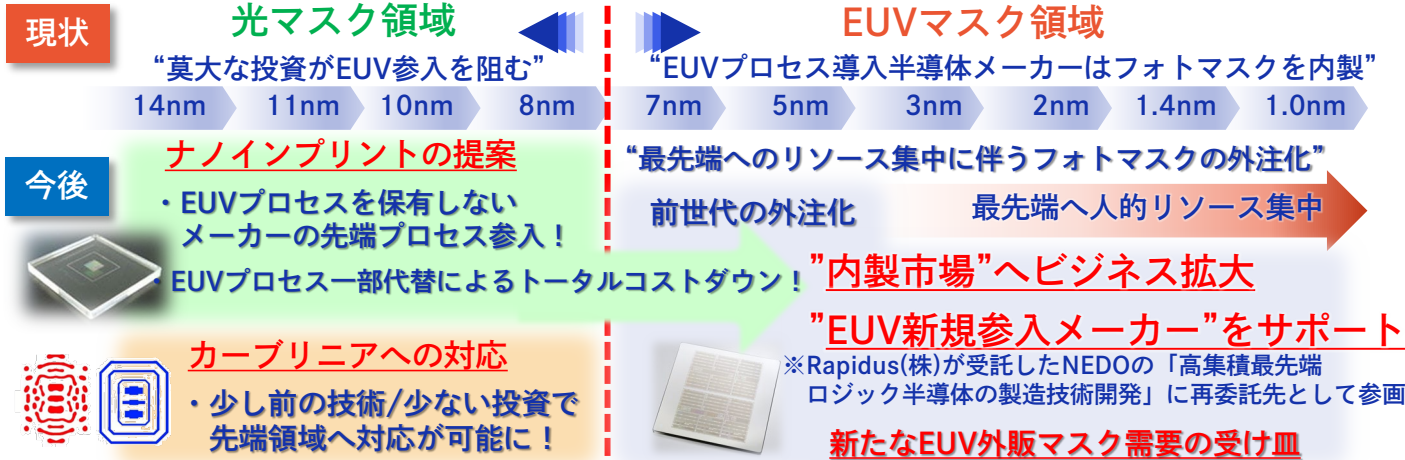 現状
光マスク領域
EUVマスク領域
“莫大な投資がEUV参入を阻む”
“EUVプロセス導入半導体メーカーはフォトマスクを内製”
14nm 11nm 10nm 8nm 7nm 5nm 3nm 2nm 1.4nm 1.0nm
今後
ナノインプリントの提案
・EUVプロセスを保有しない
メーカーの先端プロセス参入！
・EUVプロセス一部代替によるトータルコストダウン！
カーブリニアへの対応
・少し前の技術/少ない投資で
先端領域へ対応が可能に！
“最先端へのリソース集中に伴うフォトマスクの外注化”
前世代の外注化
最先端へ人的リソース集中
”内製市場”へビジネス拡大
”EUV新規参入メーカー”をサポート
※Rapidus(株)が受託したNEDOの「高集積最先端
ロジック半導体の製造技術開発」に再委託先として参画
新たなEUV外販マスク需要の受け皿